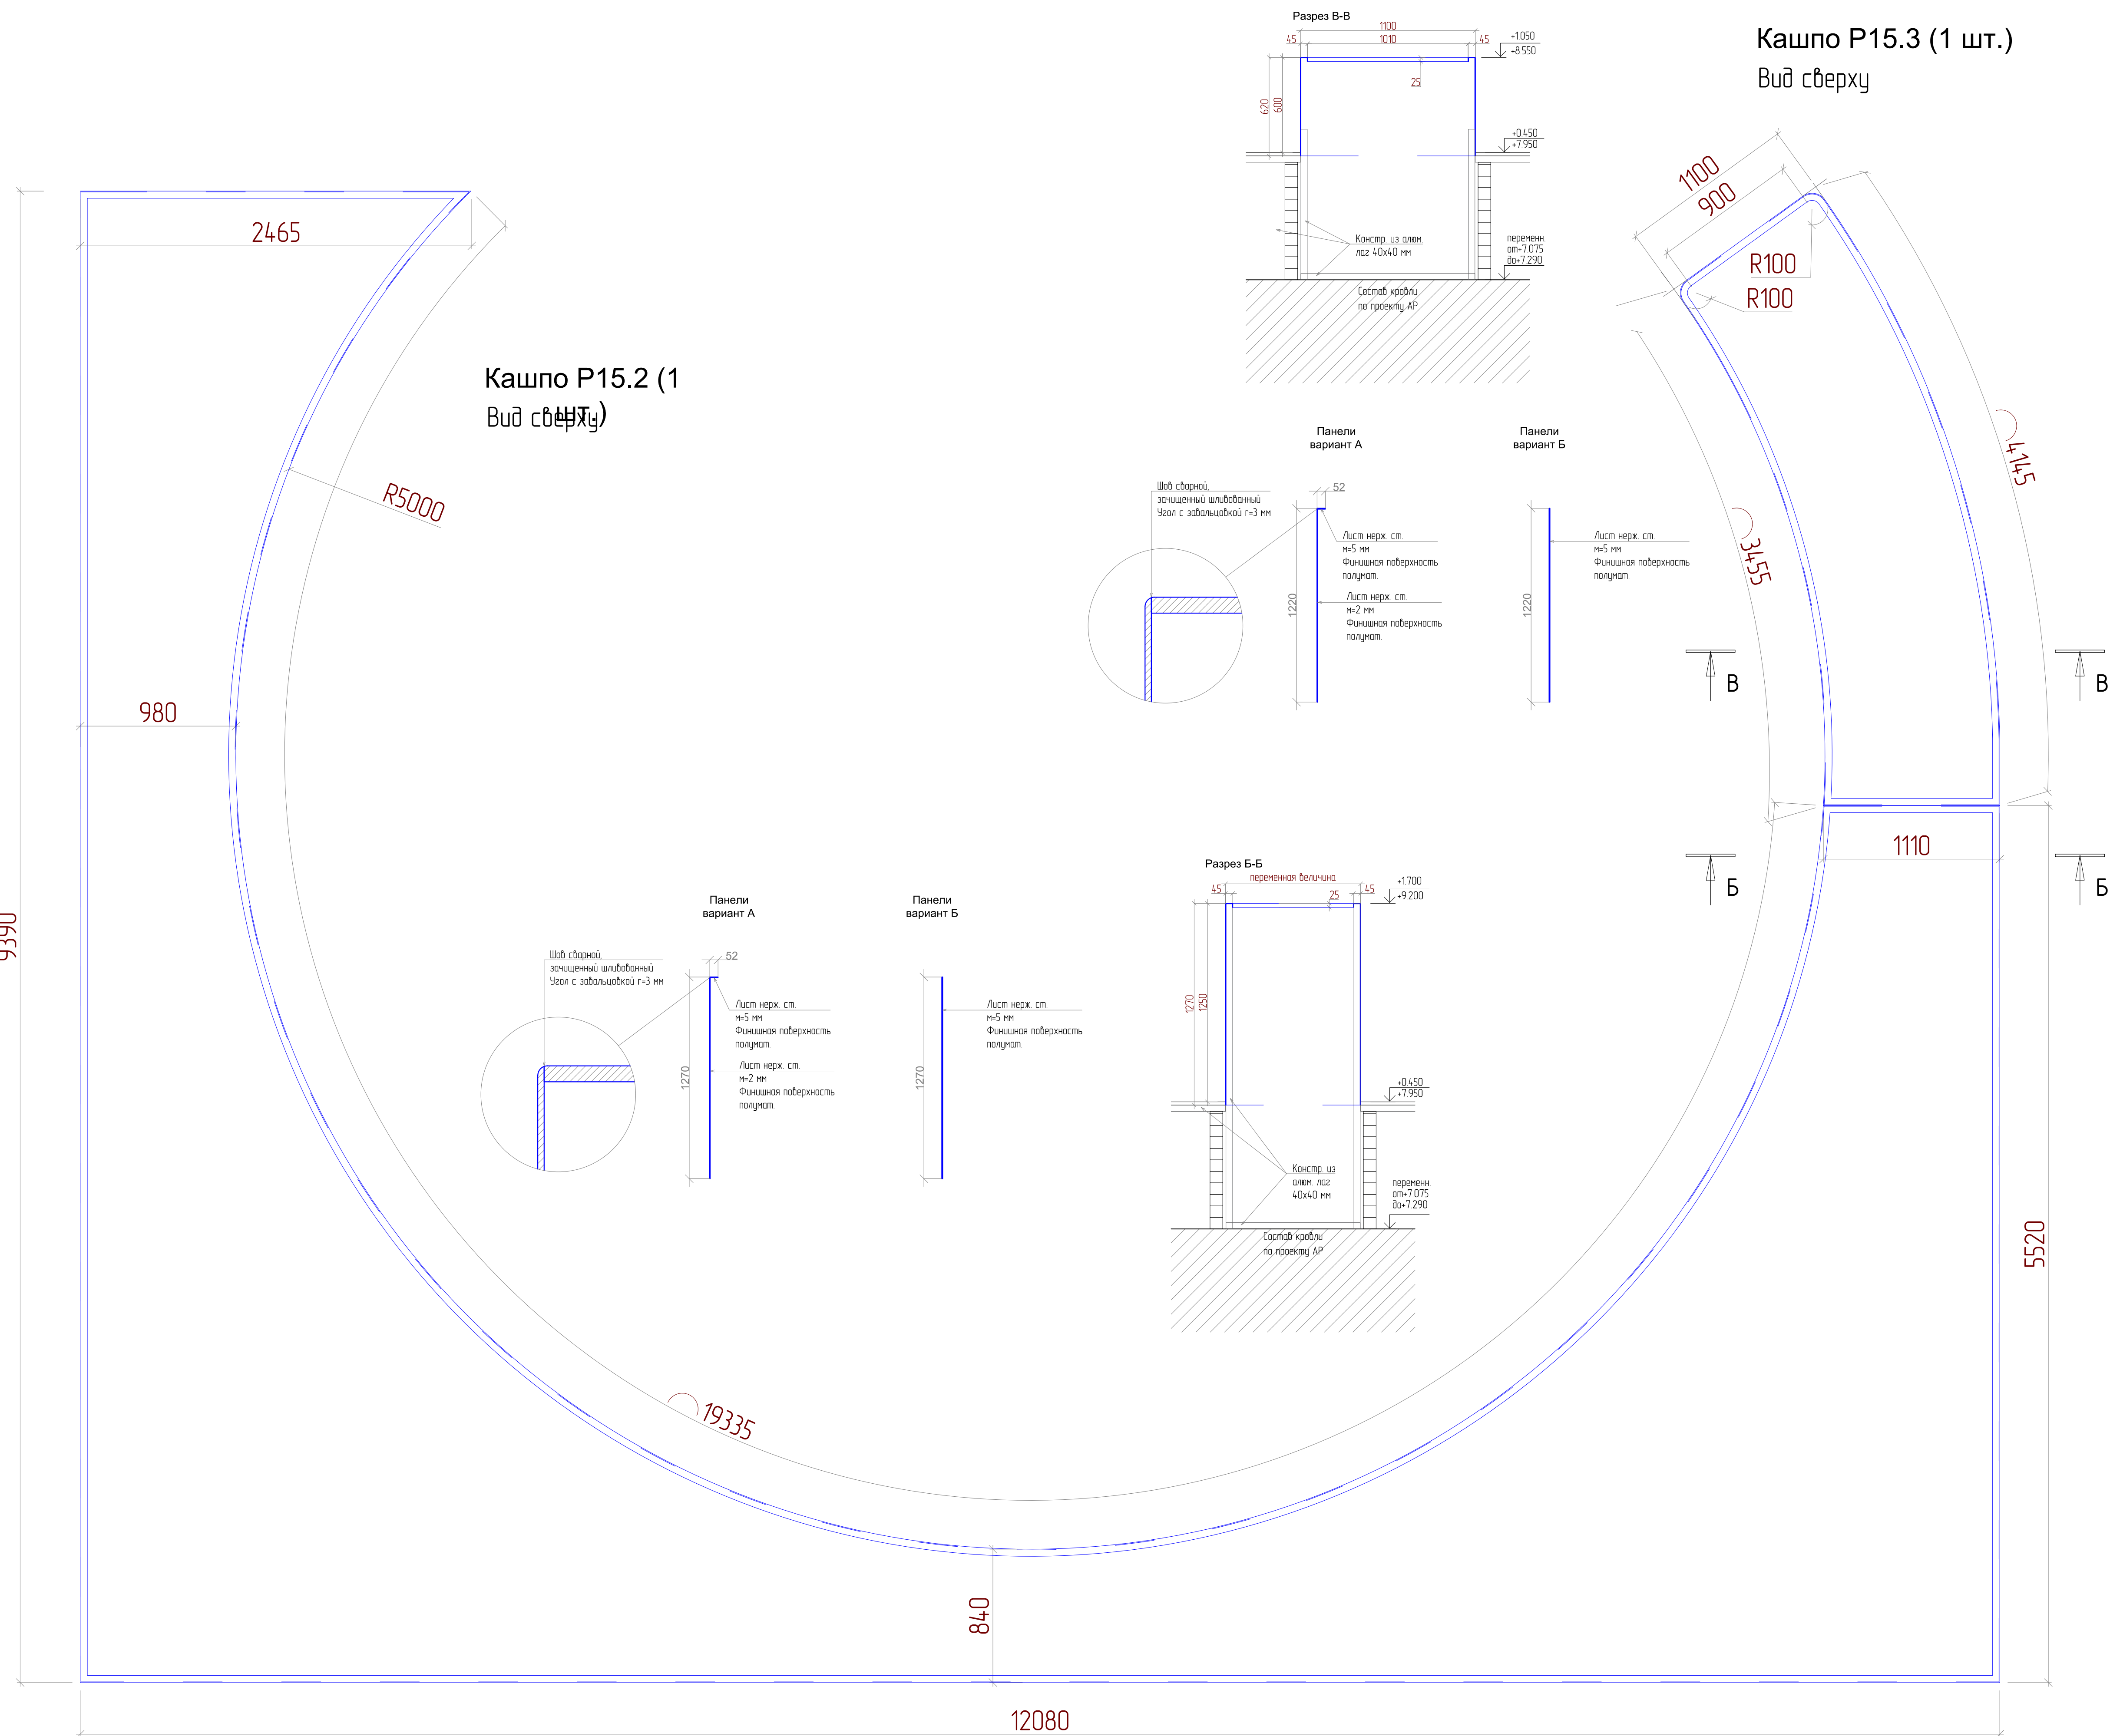 Разрез В-В
1100
45
1010
45
+1.050
+8.550
25
620
600
+0.450
+7.950
Констр. из алюм.
лаг 40х40 мм
переменн.
от+7.075
до+7.290
Состав кровли
по проекту АР
Кашпо Р15.3 (1 шт.)
Вид сверху
1100
900
R100
R100
4145
3455
2465
Кашпо Р15.2 (1
шт.)
Вид сверху
R5000
980
9390
Панели
вариант А
Панели
вариант Б
Шов сварной,
зачищенный шливованный
Угол с завальцовкой r=3 мм
52
Лист нерж. ст.
м=5 мм
Финишная поверхность
полумат.
Лист нерж. ст.
м=2 мм
Финишная поверхность
полумат.
1220
1220
Лист нерж. ст.
м=5 мм
Финишная поверхность
полумат.
В
В
1110
Б
Б
Разрез Б-Б
переменная величина
45
25
45
+1.700
+9.200
1270
1250
+0.450
+7.950
Констр. из
алюм. лаг
40х40 мм
переменн.
от+7.075
до+7.290
Состав кровли
по проекту АР
Панели
вариант А
Панели
вариант Б
Шов сварной,
зачищенный шливованный
Угол с завальцовкой r=3 мм
52
Лист нерж. ст.
м=5 мм
Финишная поверхность
полумат.
Лист нерж. ст.
м=2 мм
Финишная поверхность
полумат.
1270
1270
Лист нерж. ст.
м=5 мм
Финишная поверхность
полумат.
5520
19335
840
12080